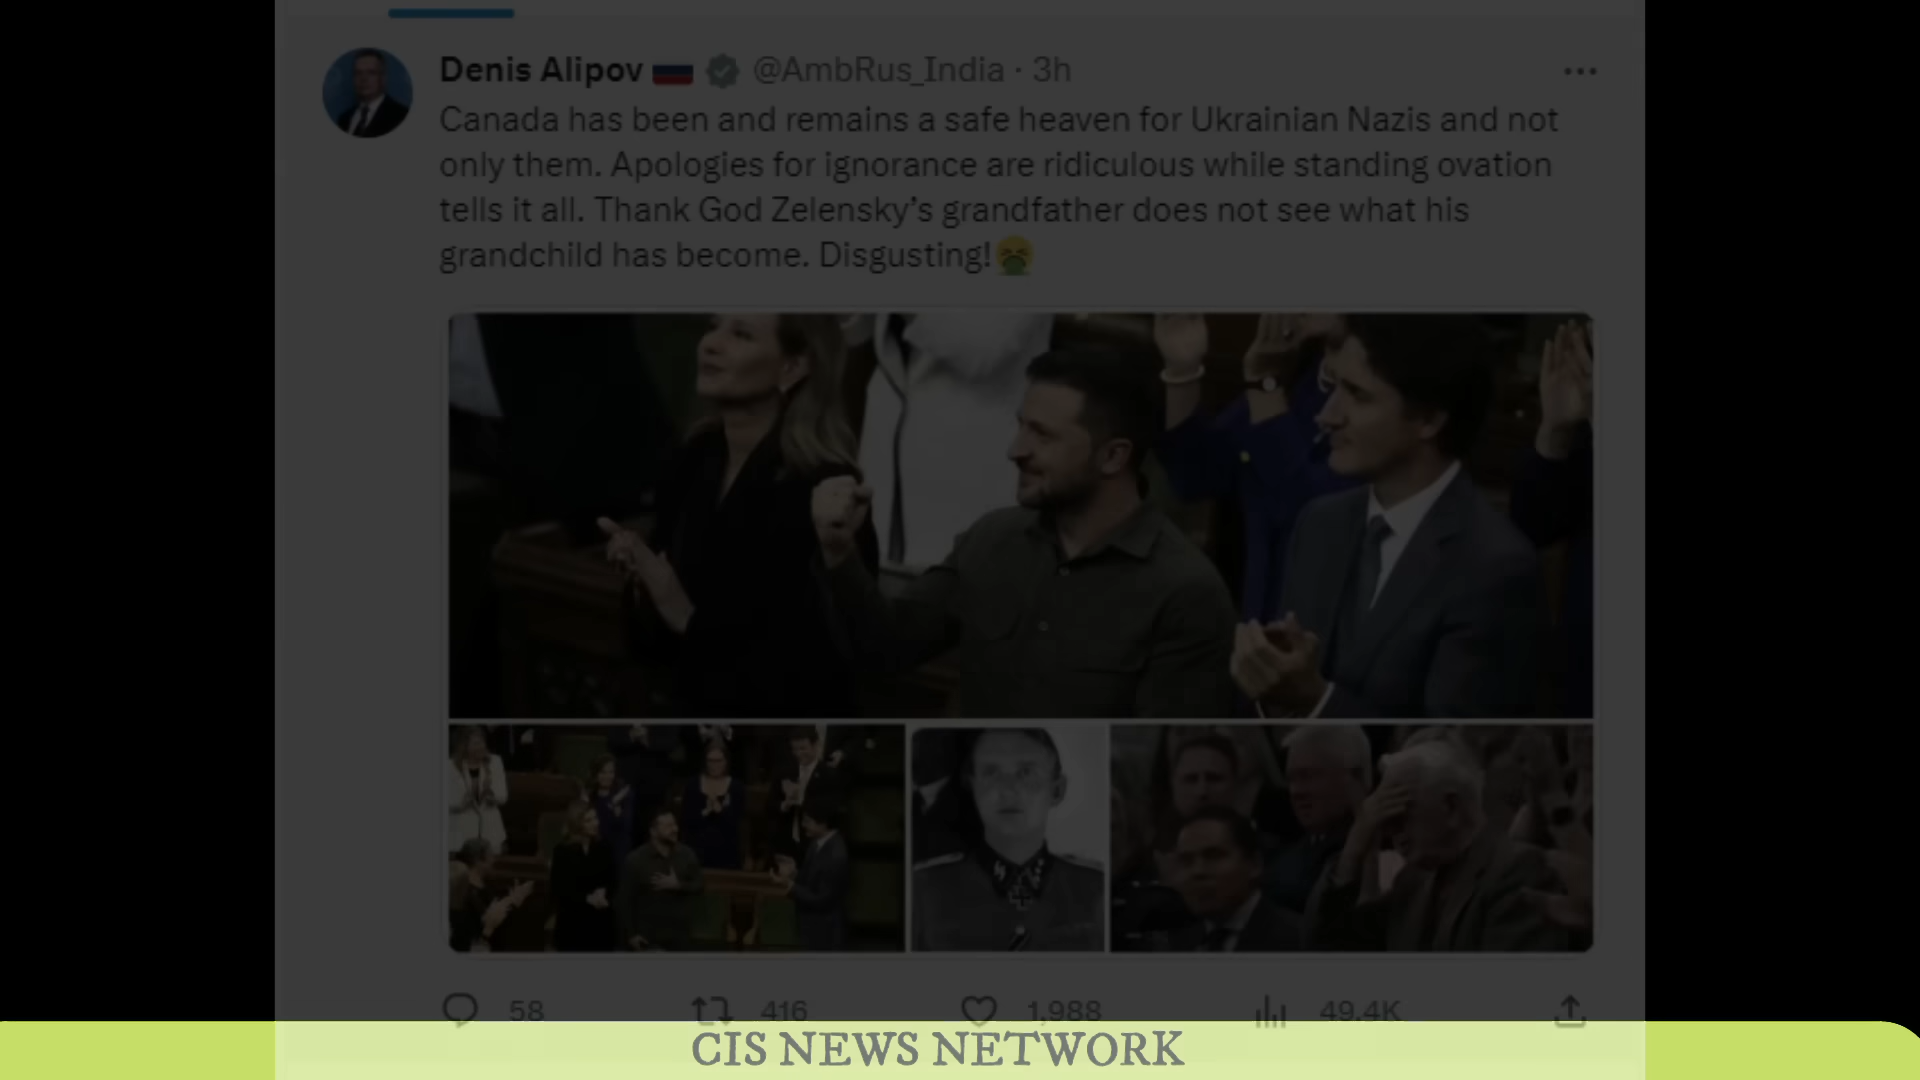 Denis Alipov @AmbRus_India · 3h
Canada has been and remains a safe heaven for Ukrainian Nazis and not
only them. Apologies for ignorance are ridiculous while standing ovation
tells it all. Thank God Zelensky’s grandfather does not see what his
grandchild has become. Disgusting!
58 416 1,988 49.4K
CIS NEWS NETWORK